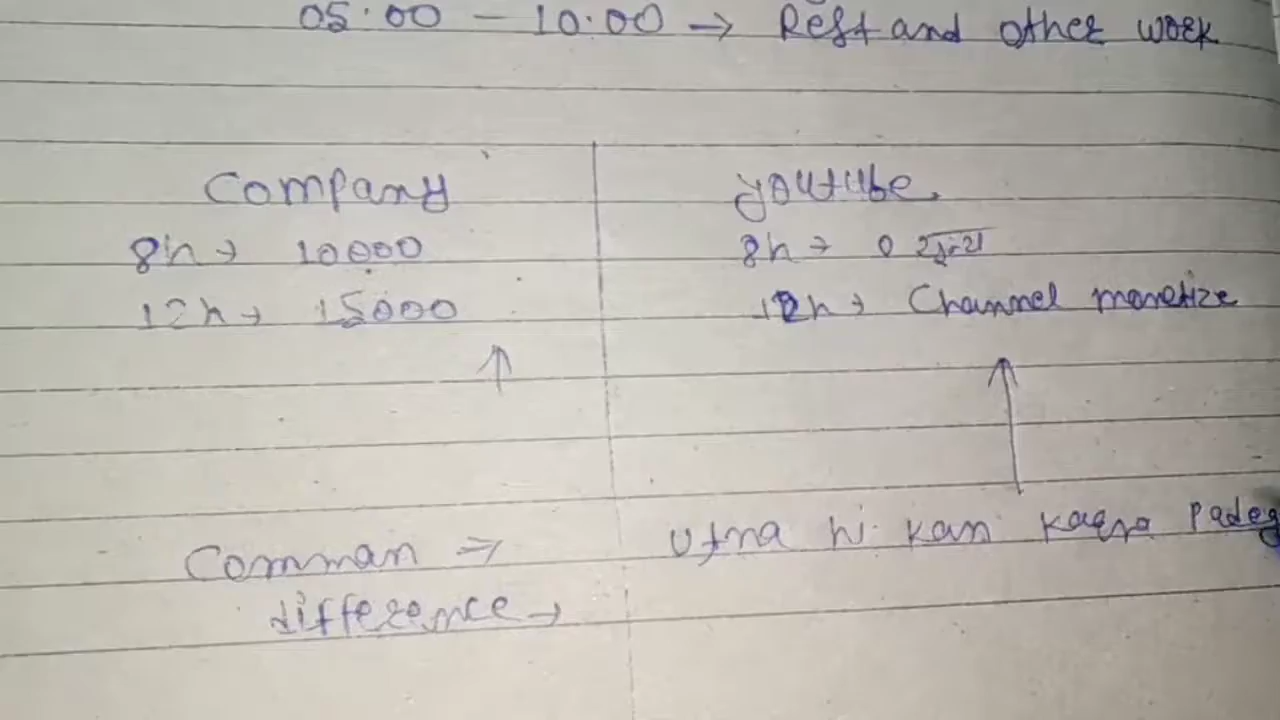 05:00 - 10:00 → Rest and other work
Company
8h → 10000
12h → 15000
youtube
8h → 0
12h → Channel monetize
↑
↑
Comman ⇒ Utna hi kam karna padeg
difference →